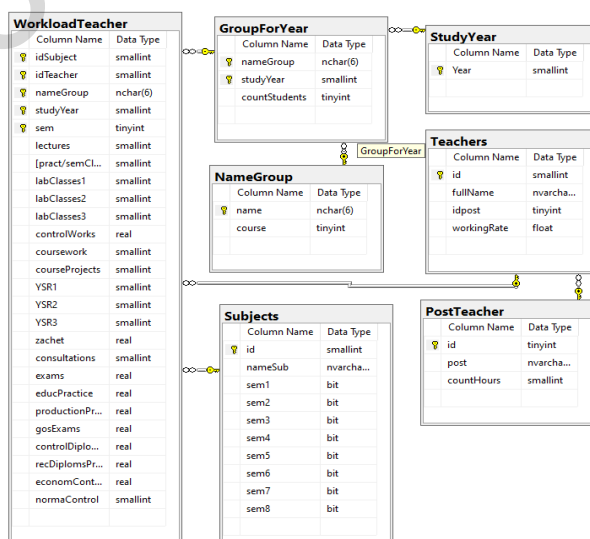 WorkloadTeacher
Column Name Data Type
idSubject smallint
idTeacher smallint
nameGroup nchar(6)
studyYear smallint
sem tinyint
lectures smallint
[pract/semCl... smallint
labClasses1 smallint
labClasses2 smallint
labClasses3 smallint
controlWorks real
coursework smallint
courseProjects smallint
YSR1 smallint
YSR2 smallint
YSR3 smallint
zachet real
consultations smallint
exams real
educPractice real
productionPr... real
gosExams real
controlDiplo... real
recDiplomsPr... real
economCont... real
normaControl smallint
GroupForYear
Column Name Data Type
nameGroup nchar(6)
studyYear smallint
countStudents tinyint
StudyYear
Column Name Data Type
Year smallint
GroupForYear
NameGroup
Column Name Data Type
name nchar(6)
course tinyint
Teachers
Column Name Data Type
id smallint
fullName nvarcha...
idpost tinyint
workingRate float
Subjects
Column Name Data Type
id smallint
nameSub nvarcha...
sem1 bit
sem2 bit
sem3 bit
sem4 bit
sem5 bit
sem6 bit
sem7 bit
sem8 bit
PostTeacher
Column Name Data Type
id tinyint
post nvarcha...
countHours smallint